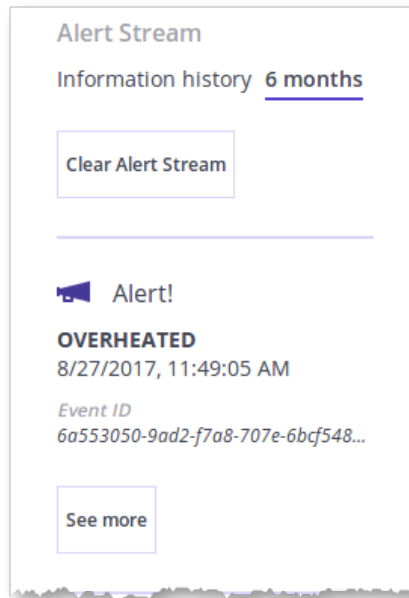 Alert Stream
Information history 6 months
Clear Alert Stream
Alert!
OVERHEATED
8/27/2017, 11:49:05 AM
Event ID
6a553050-9ad2-f7a8-707e-6bcf548...
See more